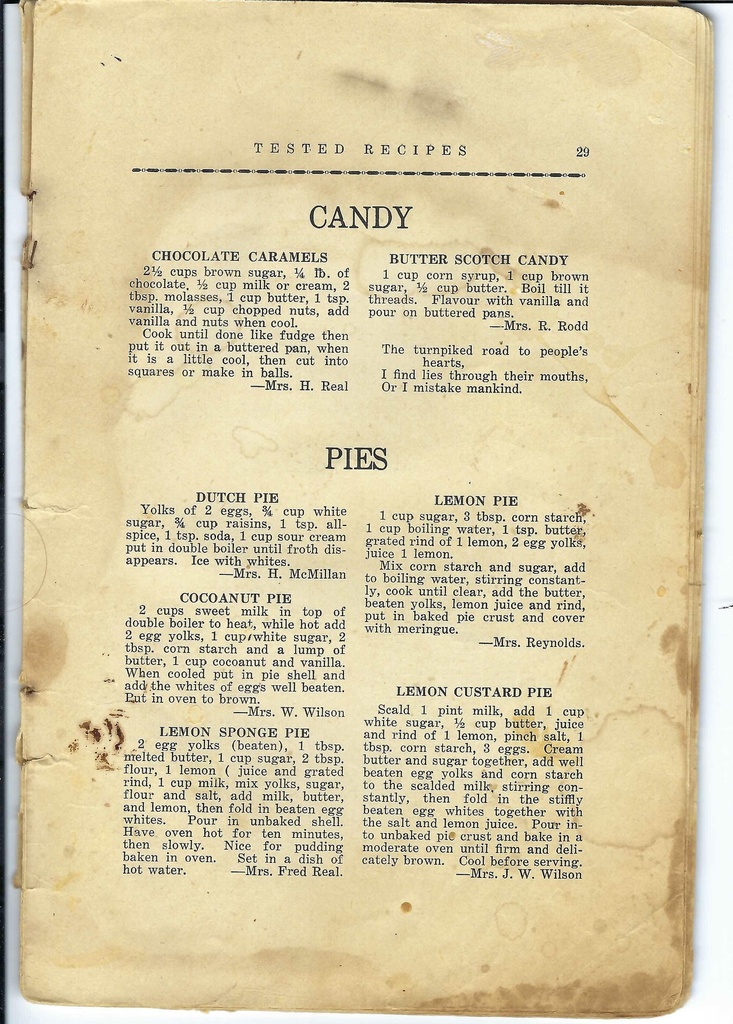 TESTED RECIPES 29
CANDY
CHOCOLATE CARAMELS
2½ cups brown sugar, ¼ lb. of
chocolate, ½ cup milk or cream, 2
tbsp. molasses, 1 cup butter, 1 tsp.
vanilla, ½ cup chopped nuts, add
vanilla and nuts when cool.
Cook until done like fudge then
put it out in a buttered pan, when
it is a little cool, then cut into
squares or make in balls.
—Mrs. H. Real
BUTTER SCOTCH CANDY
1 cup corn syrup, 1 cup brown
sugar, ½ cup butter. Boil till it
threads. Flavour with vanilla and
pour on buttered pans.
—Mrs. R. Rodd
The turnpiked road to people's
hearts,
I find lies through their mouths,
Or I mistake mankind.
PIES
DUTCH PIE
Yolks of 2 eggs, ¾ cup white
sugar, ¾ cup raisins, 1 tsp. all-
spice, 1 tsp. soda, 1 cup sour cream
put in double boiler until froth dis-
appears. Ice with whites.
—Mrs. H. McMillan
COCOANUT PIE
2 cups sweet milk in top of
double boiler to heat, while hot add
2 egg yolks, 1 cup white sugar, 2
tbsp. corn starch and a lump of
butter, 1 cup cocoanut and vanilla.
When cooled put in pie shell and
add the whites of eggs well beaten.
Put in oven to brown.
—Mrs. W. Wilson
LEMON SPONGE PIE
2 egg yolks (beaten), 1 tbsp.
melted butter, 1 cup sugar, 2 tbsp.
flour, 1 lemon ( juice and grated
rind, 1 cup milk, mix yolks, sugar,
flour and salt, add milk, butter,
and lemon, then fold in beaten egg
whites. Pour in unbaked shell.
Have oven hot for ten minutes,
then slowly. Nice for pudding
baken in oven. Set in a dish of
hot water. —Mrs. Fred Real.
LEMON PIE
1 cup sugar, 3 tbsp. corn starch,
1 cup boiling water, 1 tsp. butter,
grated rind of 1 lemon, 2 egg yolks,
juice 1 lemon.
Mix corn starch and sugar, add
to boiling water, stirring constant-
ly, cook until clear, add the butter,
beaten yolks, lemon juice and rind,
put in baked pie crust and cover
with meringue.
—Mrs. Reynolds.
LEMON CUSTARD PIE
Scald 1 pint milk, add 1 cup
white sugar, ½ cup butter, juice
and rind of 1 lemon, pinch salt, 1
tbsp. corn starch, 3 eggs. Cream
butter and sugar together, add well
beaten egg yolks and corn starch
to the scalded milk, stirring con-
stantly, then fold in the stiffly
beaten egg whites together with
the salt and lemon juice. Pour in-
to unbaked pie crust and bake in a
moderate oven until firm and deli-
cately brown. Cool before serving.
—Mrs. J. W. Wilson